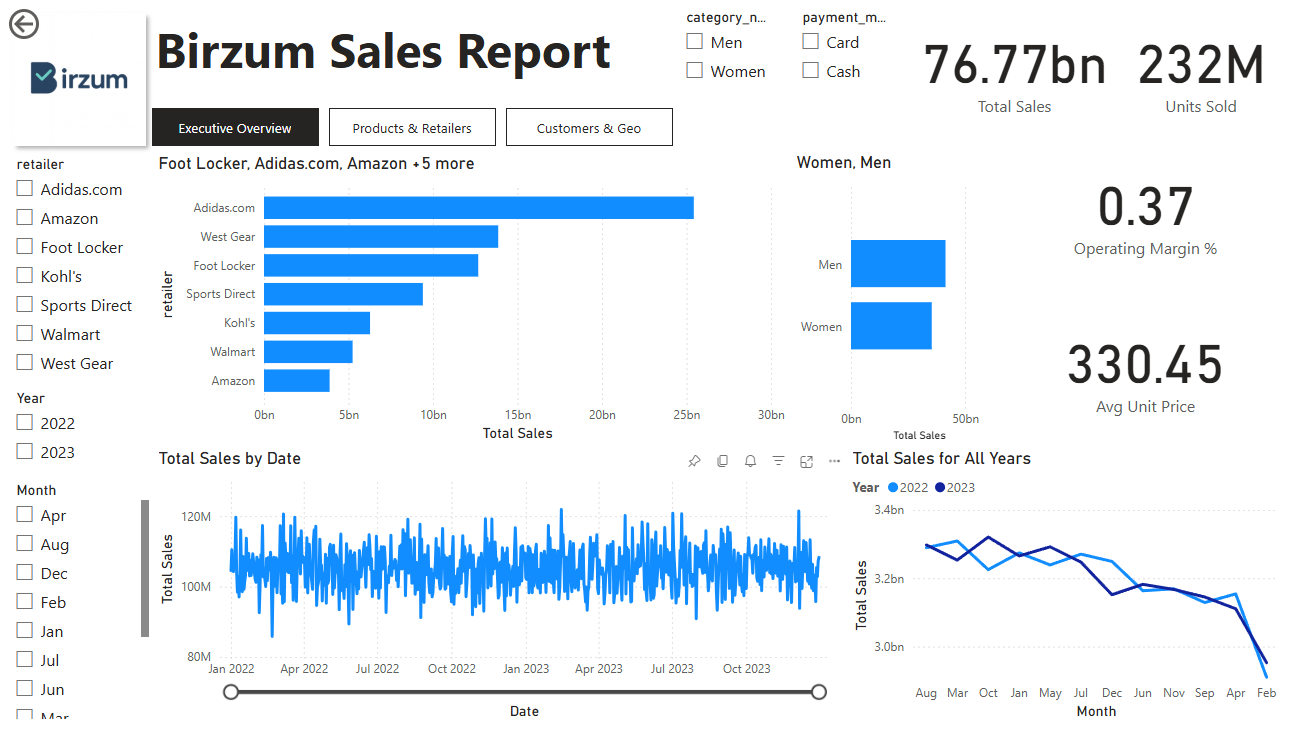 Birzum
Birzum Sales Report
category_n...
Men
Women
payment_m...
Card
Cash
76.77bn
Total Sales
232M
Units Sold
Executive Overview
Products & Retailers
Customers & Geo
retailer
Adidas.com
Amazon
Foot Locker
Kohl's
Sports Direct
Walmart
West Gear
Year
2022
2023
Month
Apr
Aug
Dec
Feb
Jan
Jul
Jun
Mar
Foot Locker, Adidas.com, Amazon +5 more
retailer
Adidas.com
West Gear
Foot Locker
Sports Direct
Kohl's
Walmart
Amazon
0bn 5bn 10bn 15bn 20bn 25bn 30bn
Total Sales
Women, Men
Men
Women
0bn 50bn
Total Sales
0.37
Operating Margin %
330.45
Avg Unit Price
Total Sales by Date
Total Sales
120M
100M
80M
Jan 2022 Apr 2022 Jul 2022 Oct 2022 Jan 2023 Apr 2023 Jul 2023 Oct 2023
Date
Total Sales for All Years
Year 2022 2023
Total Sales
3.4bn
3.2bn
3.0bn
Aug Mar Oct Jan May Jul Dec Jun Nov Sep Apr Feb
Month